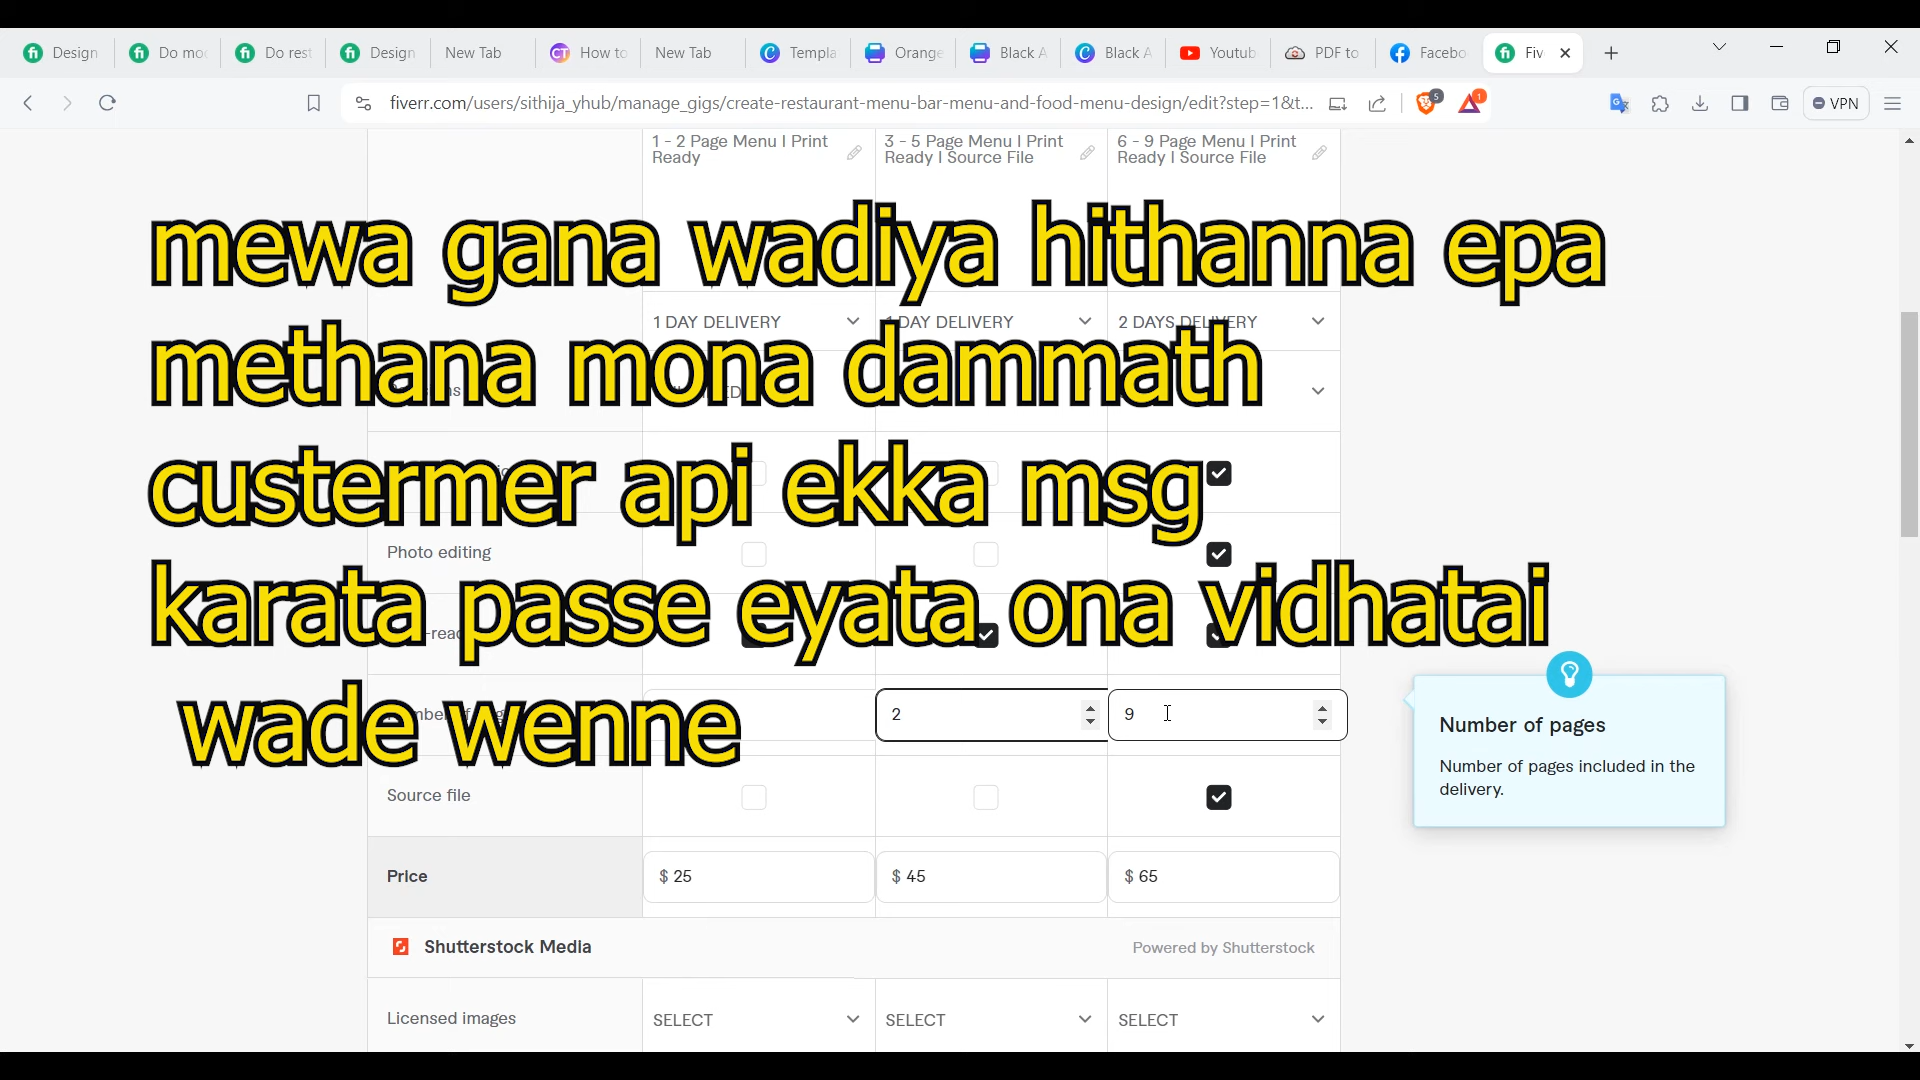 Design
Do moc
Do rest
Design
New Tab
How to
New Tab
Templa
Orange
Black A
Black A
Youtub
PDF to
Facebo
Fiv
fiverr.com/users/sithija_yhub/manage_gigs/create-restaurant-menu-bar-menu-and-food-menu-design/edit?step=1&t...
5
1
VPN
1 - 2 Page Menu I Print Ready
3 - 5 Page Menu I Print Ready I Source File
6 - 9 Page Menu I Print Ready I Source File
mewa gana wadiya hithanna epa
1 DAY DELIVERY
1 DAY DELIVERY
2 DAYS DELIVERY
methana mona dammath
custermer api ekka msg
Photo editing
karata passe eyata ona vidhatai
wade wenne
2
9
Number of pages
Number of pages included in the
delivery.
Source file
Price
$ 25
$ 45
$ 65
Shutterstock Media
Powered by Shutterstock
Licensed images
SELECT
SELECT
SELECT